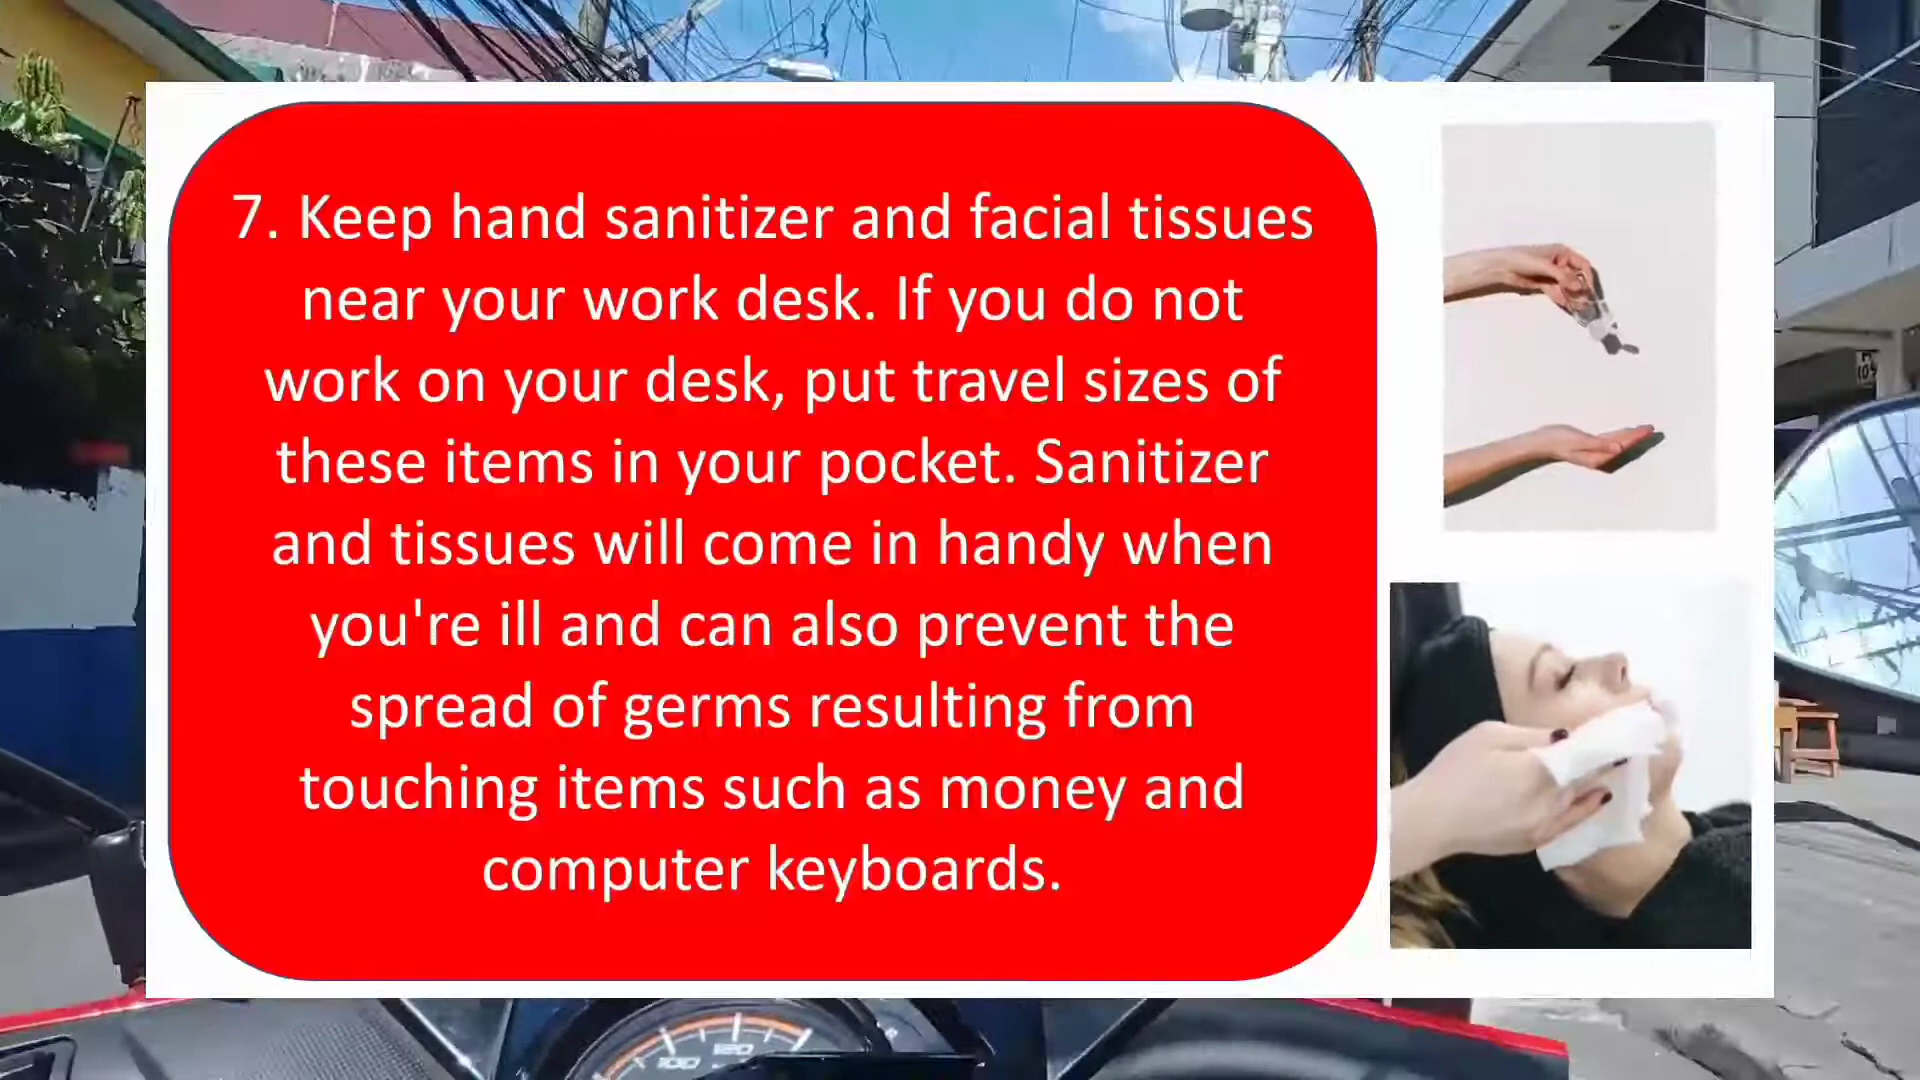 7. Keep hand sanitizer and facial tissues
near your work desk. If you do not
work on your desk, put travel sizes of
these items in your pocket. Sanitizer
and tissues will come in handy when
you're ill and can also prevent the
spread of germs resulting from
touching items such as money and
computer keyboards.
100 120